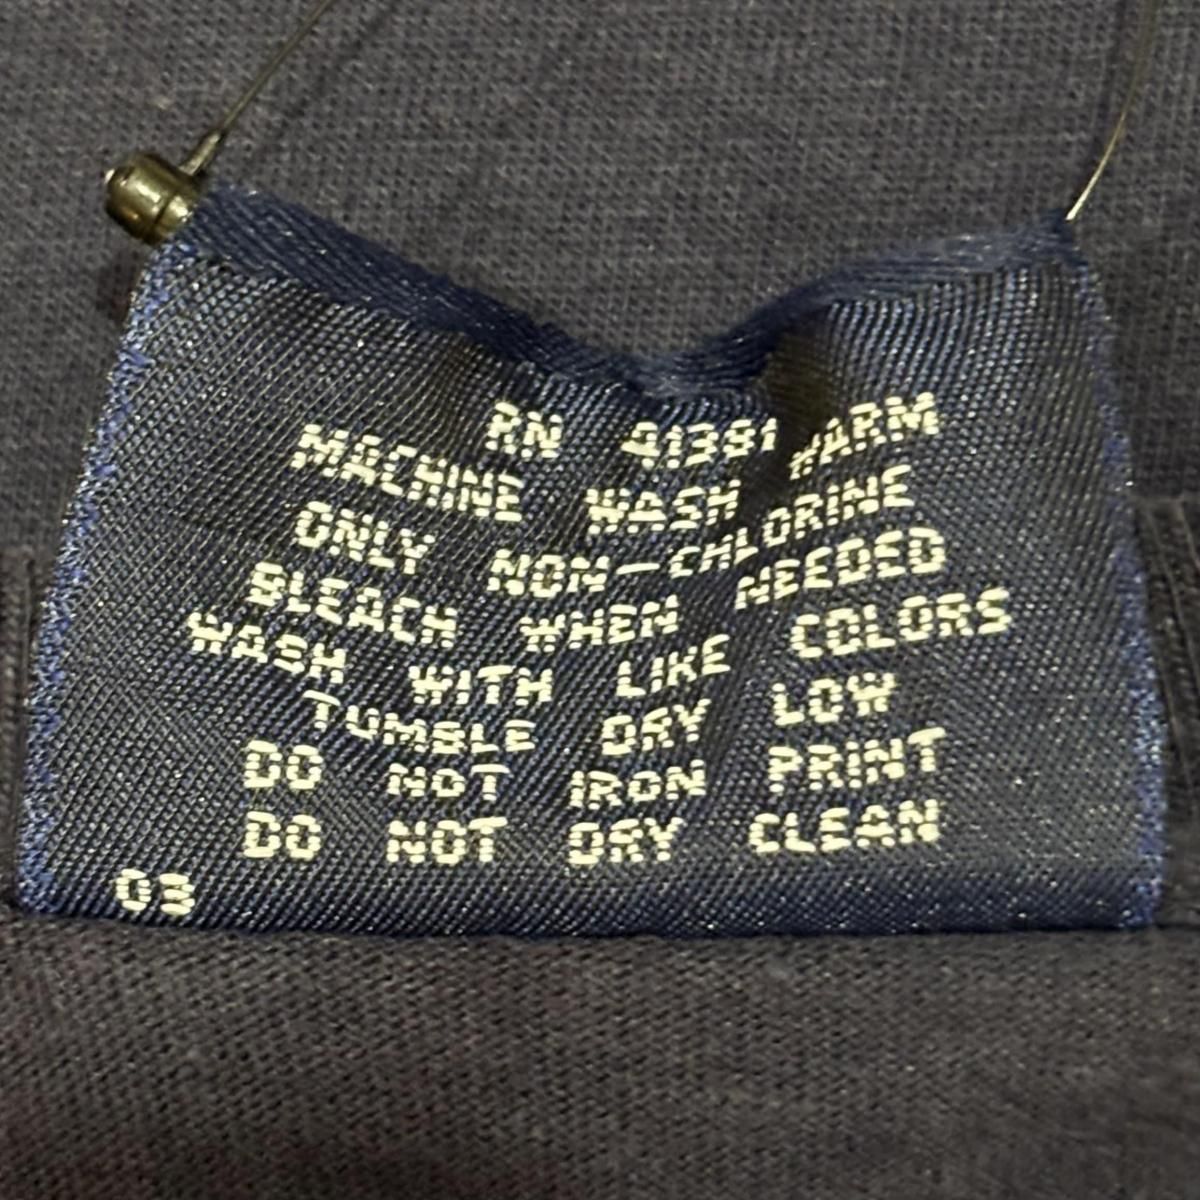 RN 41381
MACHINE WASH WARM
ONLY NON-CHLORINE
BLEACH WHEN NEEDED
WASH WITH LIKE COLORS
TUMBLE DRY LOW
DO NOT IRON PRINT
DO NOT DRY CLEAN
03